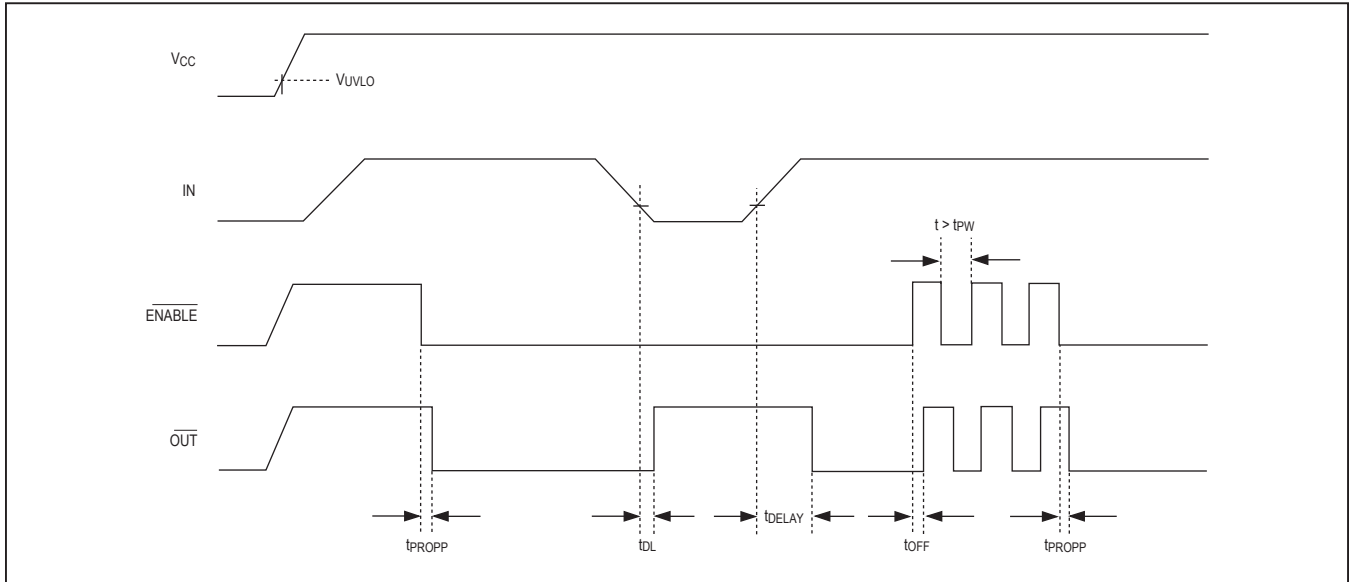 VCC
VUVLO
IN
t > tPW
ENABLE
OUT
tDELAY
tPROPP
tDL
tOFF
tPROPP